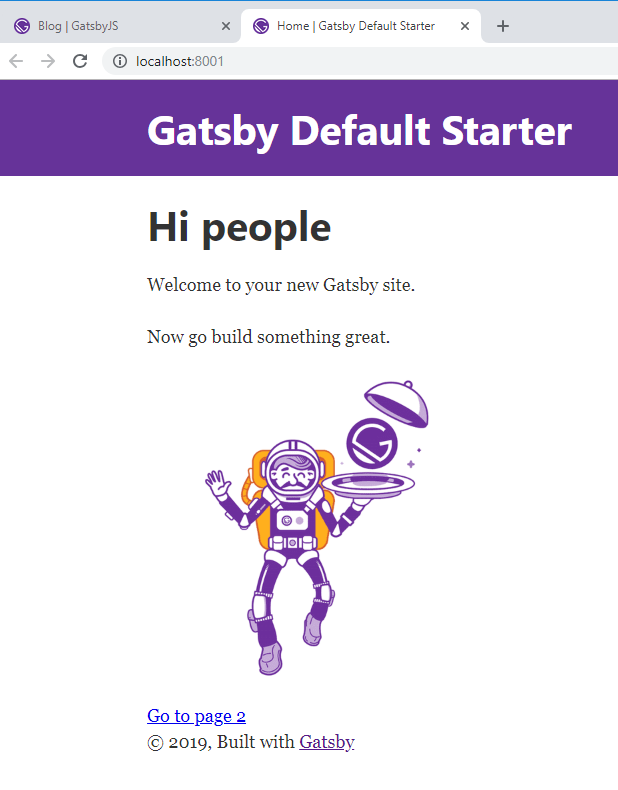 Blog | GatsbyJS
Home | Gatsby Default Starter
localhost:8001
Gatsby Default Starter
Hi people
Welcome to your new Gatsby site.
Now go build something great.
Go to page 2
© 2019, Built with Gatsby